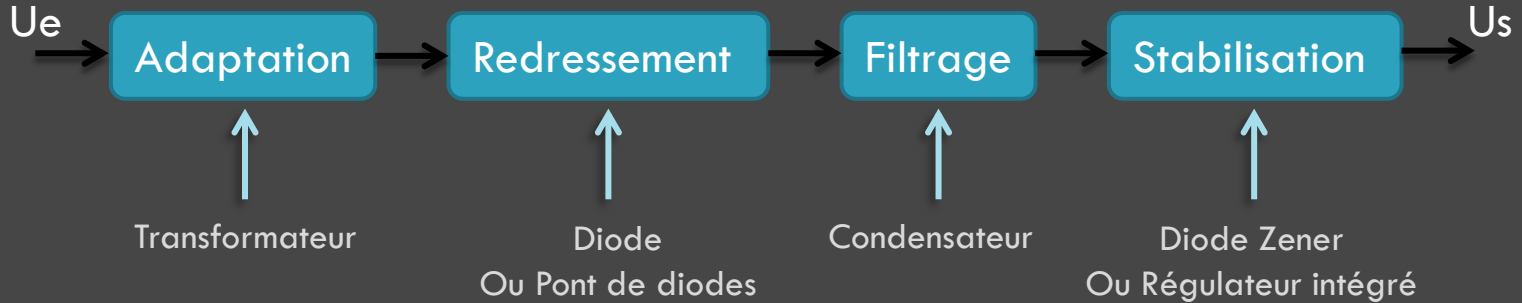 Ue
Adaptation
Redressement
Filtrage
Stabilisation
Us
Transformateur
Diode
Ou Pont de diodes
Condensateur
Diode Zener
Ou Régulateur intégré